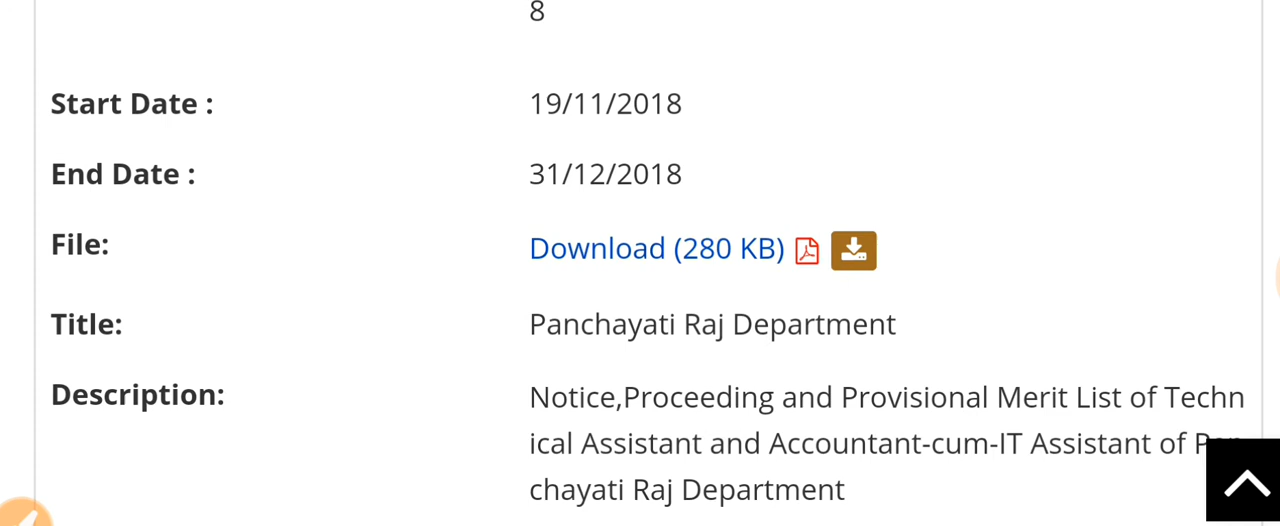 8
Start Date : 19/11/2018
End Date : 31/12/2018
File: Download (280 KB)
Title: Panchayati Raj Department
Description: Notice,Proceeding and Provisional Merit List of Techn
ical Assistant and Accountant-cum-IT Assistant of Pan
chayati Raj Department